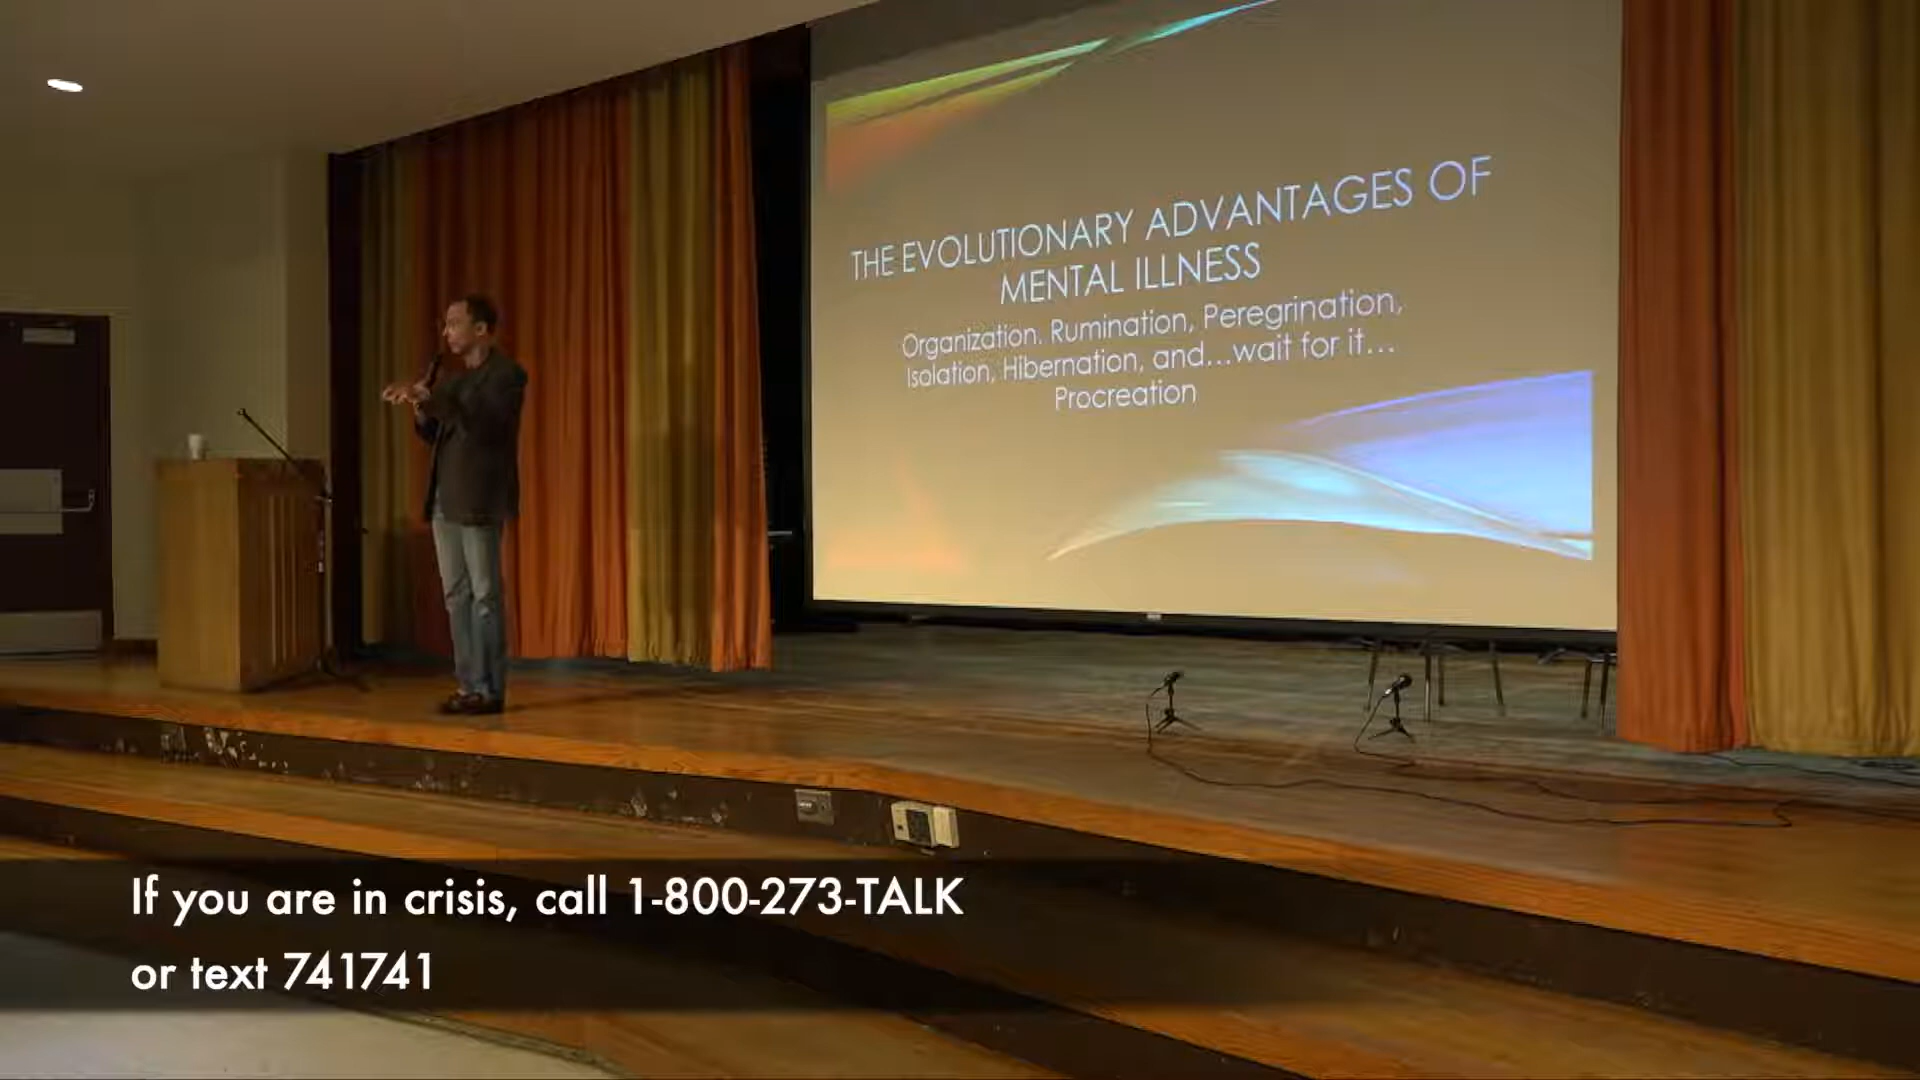 THE EVOLUTIONARY ADVANTAGES OF
MENTAL ILLNESS
Organization. Rumination, Peregrination,
Isolation, Hibernation, and...wait for it...
Procreation
If you are in crisis, call 1-800-273-TALK
or text 741741